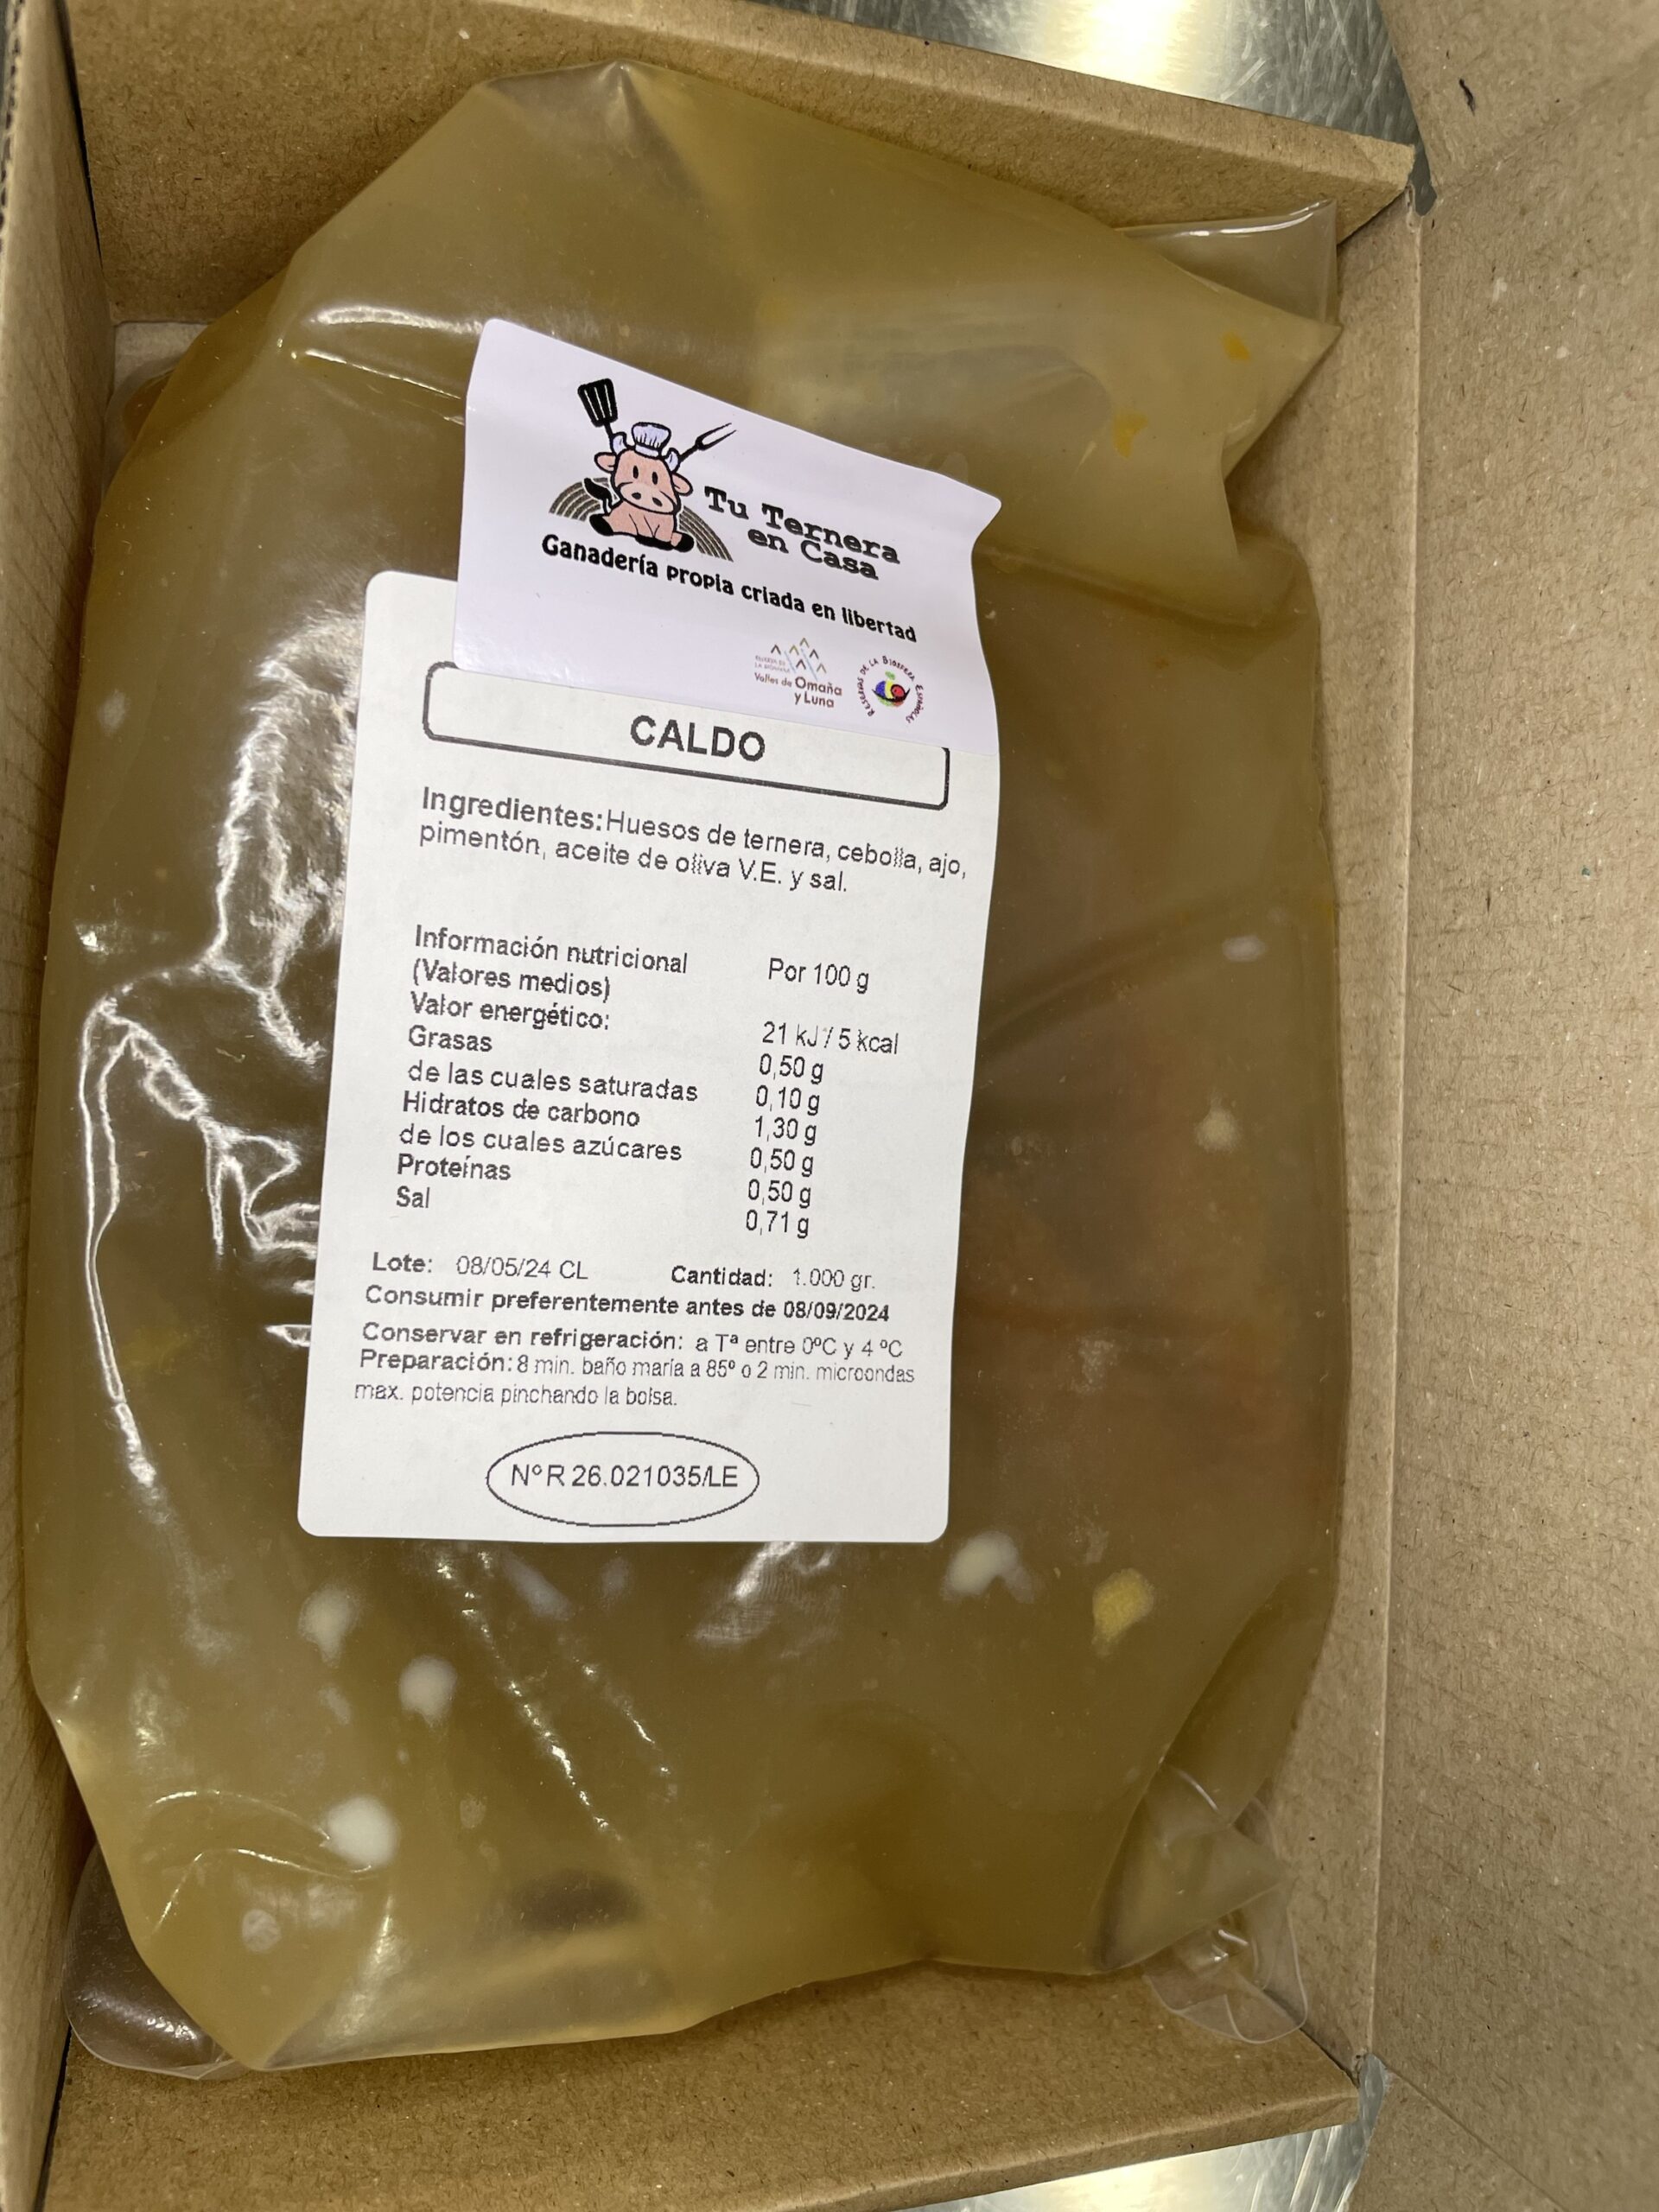 Tu Ternera
en Casa
Ganadería propia criada en libertad
Valles de Omaña
y Luna
RESERVAS DE LA BIOSFERA ESPAÑOLAS
CALDO
Ingredientes: Huesos de ternera, cebolla, ajo,
pimentón, aceite de oliva V.E. y sal.
Información nutricional Por 100 g
(Valores medios)
Valor energético: 21 kJ / 5 kcal
Grasas 0,50 g
de las cuales saturadas 0,10 g
Hidratos de carbono 1,30 g
de los cuales azúcares 0,50 g
Proteínas 0,50 g
Sal 0,71 g
Lote: 08/05/24 CL Cantidad: 1.000 gr.
Consumir preferentemente antes de 08/09/2024
Conservar en refrigeración: a Tª entre 0ºC y 4 ºC
Preparación: 8 min. baño maría a 85º o 2 min. microondas
max. potencia pinchando la bolsa.
Nº R 26.021035/LE